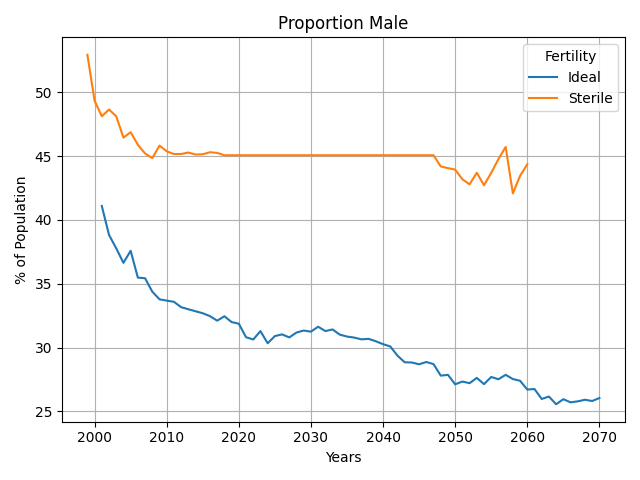 Proportion Male
Fertility
Ideal
Sterile
% of Population
50
45
40
35
30
25
2000 2010 2020 2030 2040 2050 2060 2070
Years